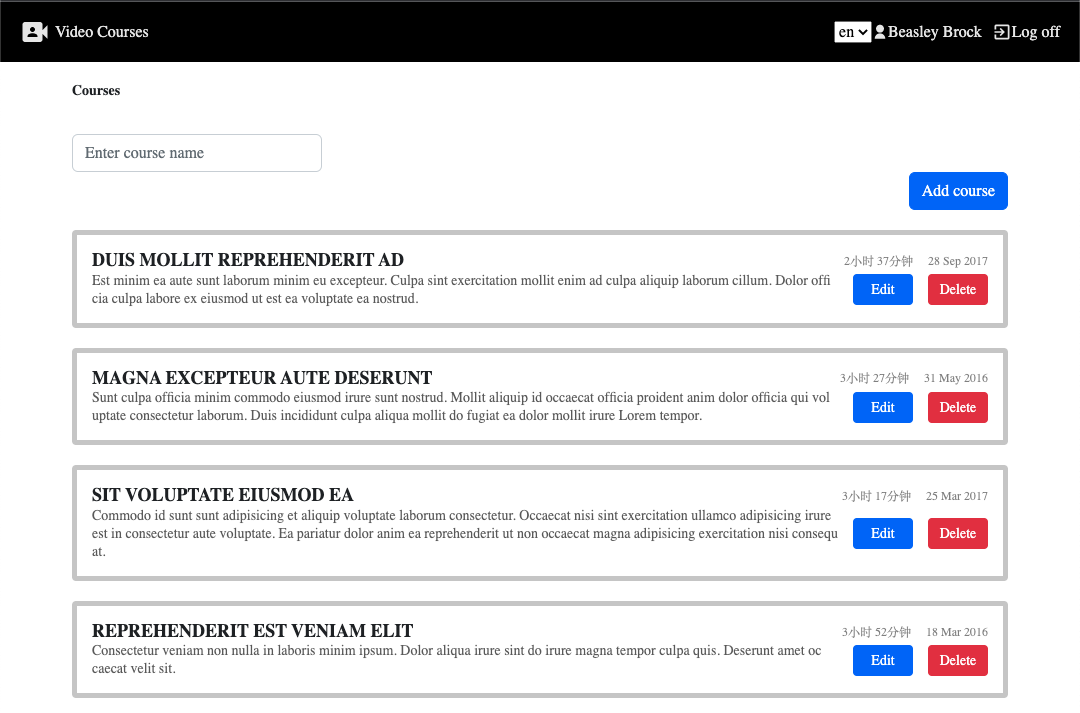 Video Courses
en Beasley Brock Log off
Courses
Enter course name
Add course
DUIS MOLLIT REPREHENDERIT AD
2小时 37分钟 28 Sep 2017
Est minim ea aute sunt laborum minim eu excepteur. Culpa sint exercitation mollit enim ad culpa aliquip laborum cillum. Dolor offi
cia culpa labore ex eiusmod ut est ea voluptate ea nostrud.
Edit Delete
MAGNA EXCEPTEUR AUTE DESERUNT
3小时 27分钟 31 May 2016
Sunt culpa officia minim commodo eiusmod irure sunt nostrud. Mollit aliquip id occaecat officia proident anim dolor officia qui vol
uptate consectetur laborum. Duis incididunt culpa aliqua mollit do fugiat ea dolor mollit irure Lorem tempor.
Edit Delete
SIT VOLUPTATE EIUSMOD EA
3小时 17分钟 25 Mar 2017
Commodo id sunt sunt adipisicing et aliquip voluptate laborum consectetur. Occaecat nisi sint exercitation ullamco adipisicing irure
est in consectetur aute voluptate. Ea pariatur dolor anim ea reprehenderit ut non occaecat magna adipisicing exercitation nisi consequ
at.
Edit Delete
REPREHENDERIT EST VENIAM ELIT
3小时 52分钟 18 Mar 2016
Consectetur veniam non nulla in laboris minim ipsum. Dolor aliqua irure sint do irure magna tempor culpa quis. Deserunt amet oc
caecat velit sit.
Edit Delete